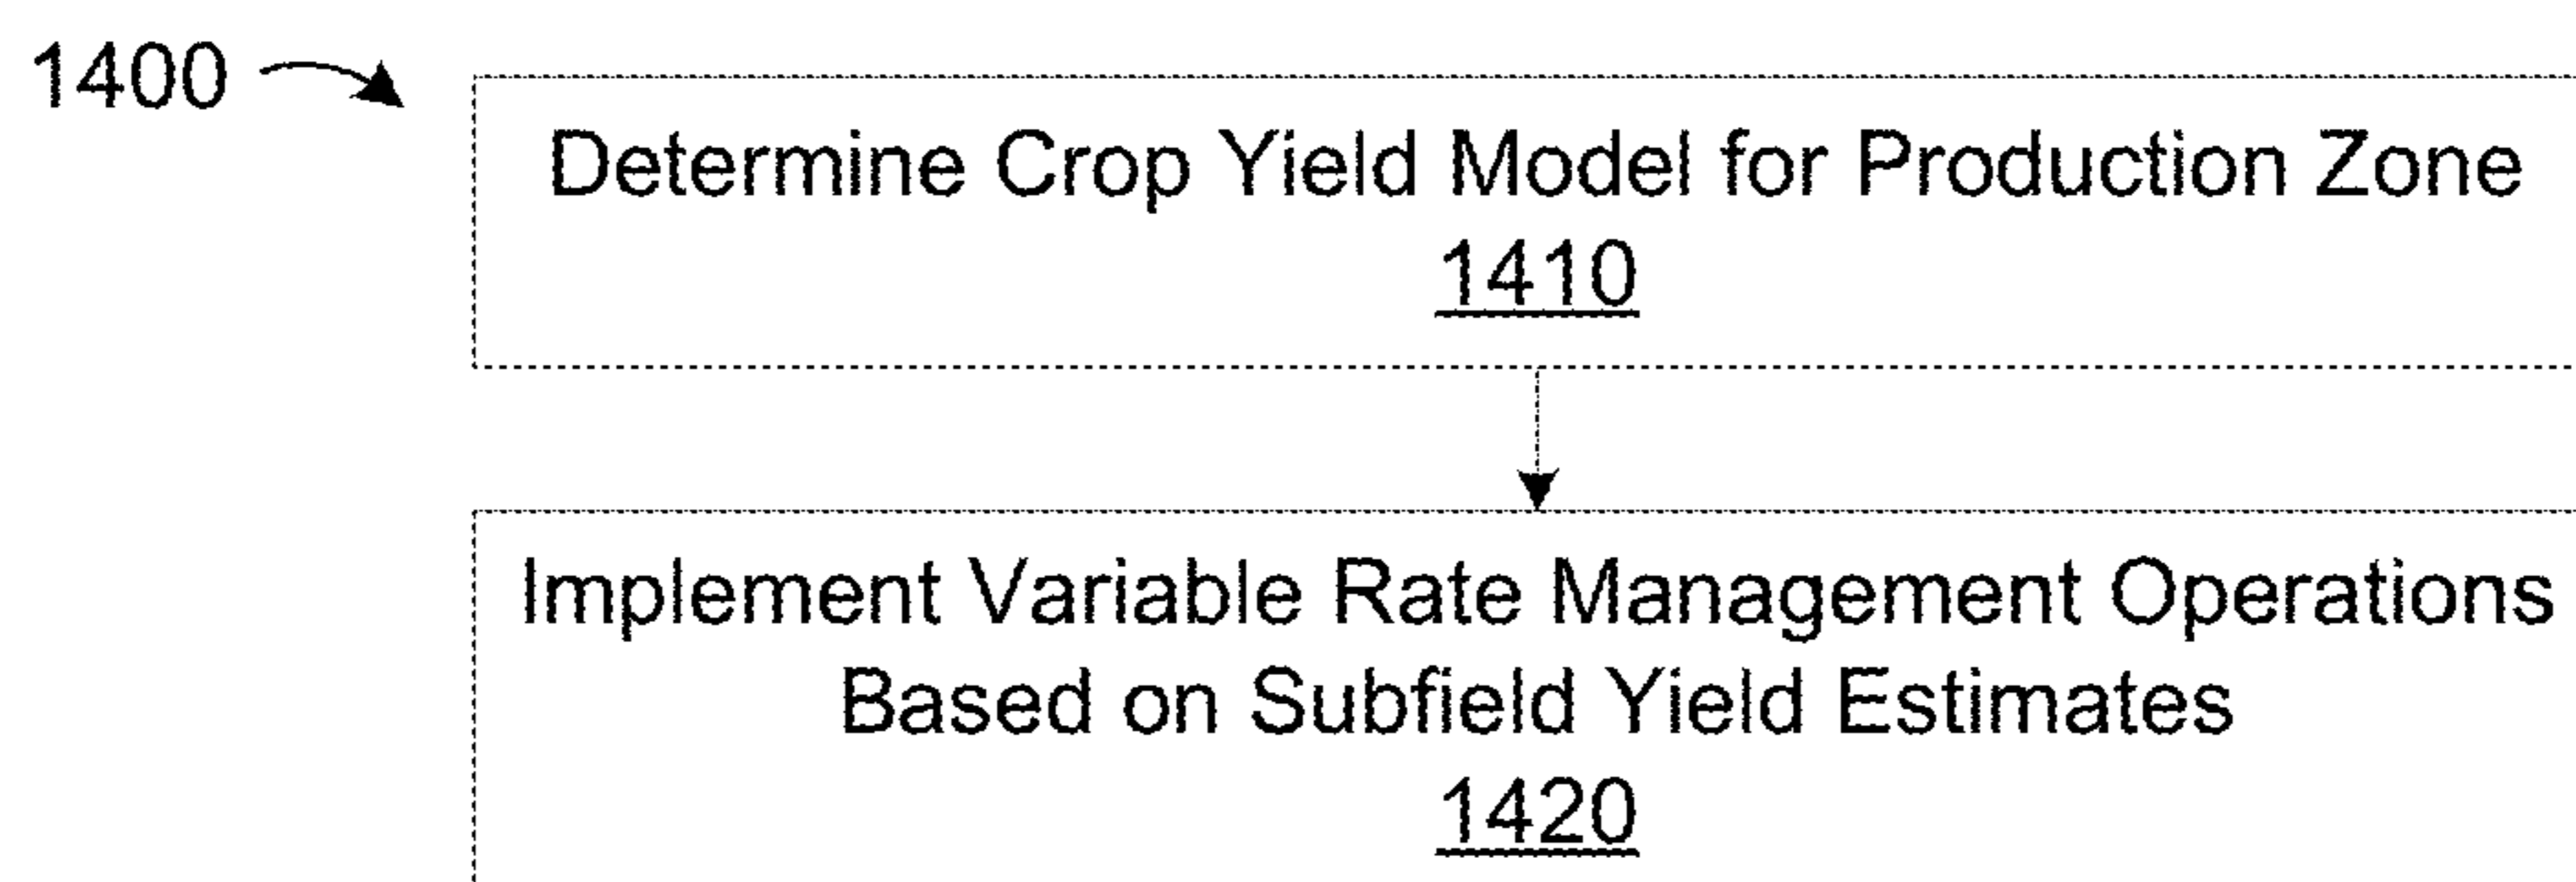 1400
Determine Crop Yield Model for Production Zone
1410
Implement Variable Rate Management Operations
Based on Subfield Yield Estimates
1420